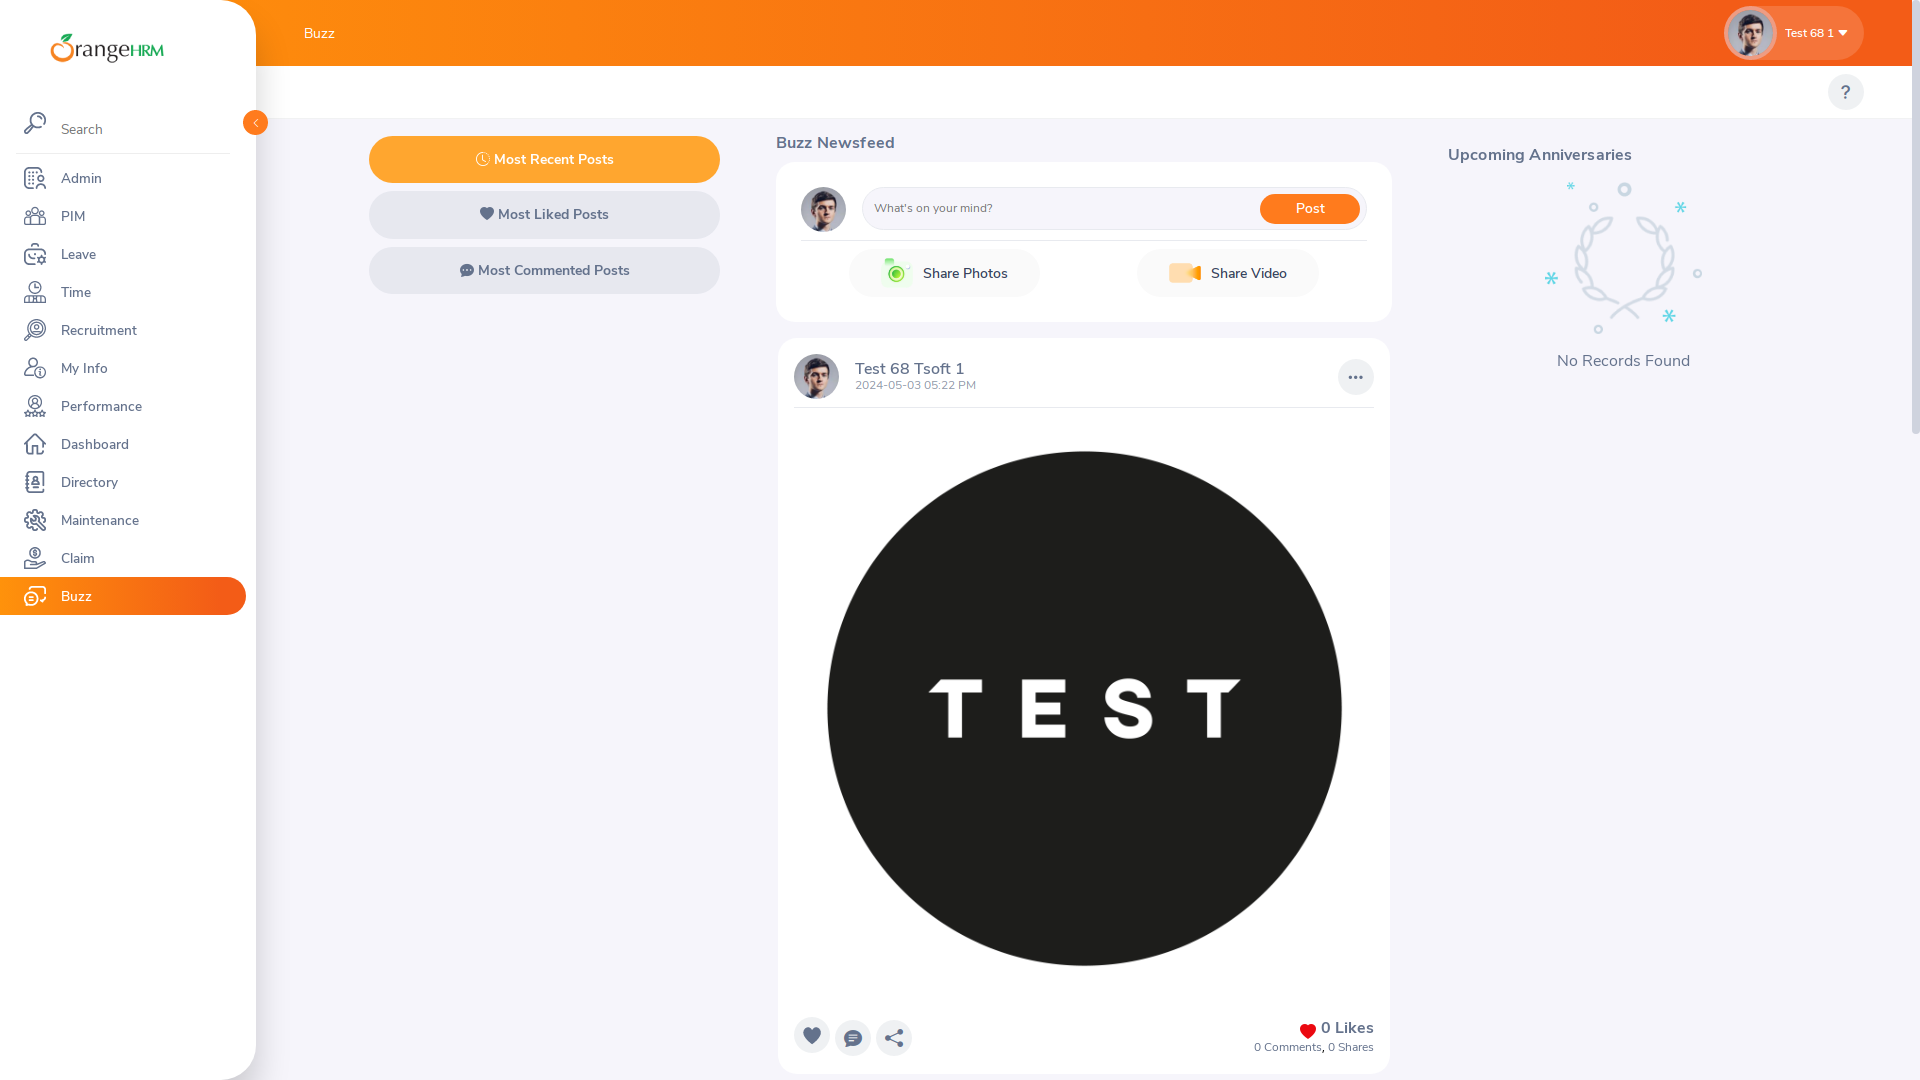 OrangeHRM
Search
Admin
PIM
Leave
Time
Recruitment
My Info
Performance
Dashboard
Directory
Maintenance
Claim
Buzz
Buzz
Test 68 1
?
Most Recent Posts
Most Liked Posts
Most Commented Posts
Buzz Newsfeed
What's on your mind?
Post
Share Photos
Share Video
Test 68 Tsoft 1
2024-05-03 05:22 PM
TEST
0 Likes
0 Comments, 0 Shares
Upcoming Anniversaries
No Records Found